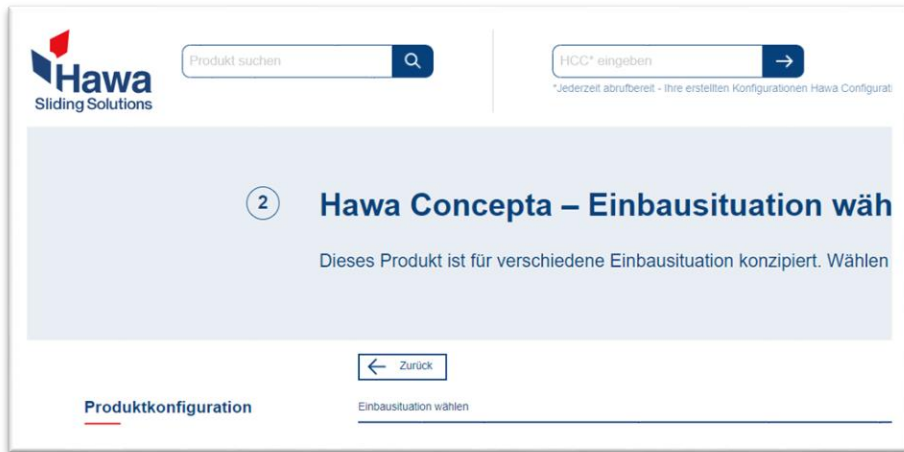 Hawa
Sliding Solutions
Produkt suchen
HCC* eingeben
*Jederzeit abrufbereit - Ihre erstellten Konfigurationen Hawa Configurati
2
Hawa Concepta – Einbausituation wäh
Dieses Produkt ist für verschiedene Einbausituation konzipiert. Wählen
Zurück
Produktkonfiguration
Einbausituation wählen